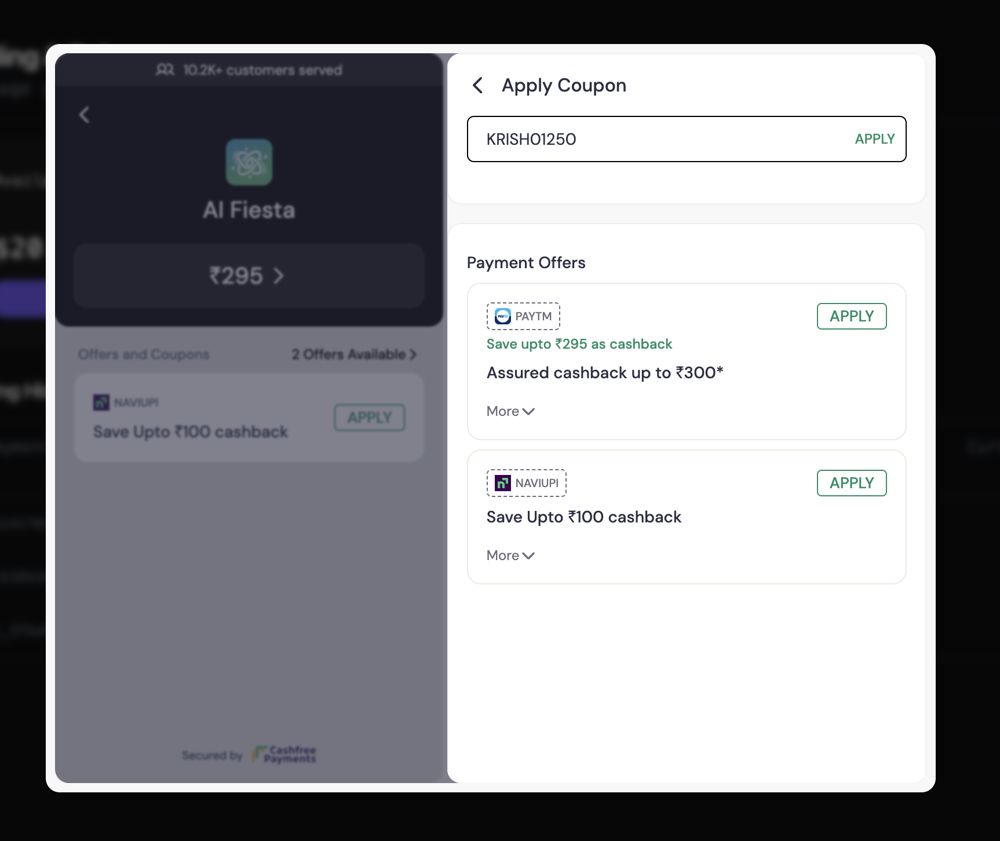 10.2K+ customers served
AI Fiesta
₹295
Offers and Coupons
2 Offers Available
NAVIUPI
APPLY
Save Upto ₹100 cashback
Secured by
Cashfree
Payments
Apply Coupon
KRISH01250
APPLY
Payment Offers
PAYTM
APPLY
Save upto ₹295 as cashback
Assured cashback up to ₹300*
More
NAVIUPI
APPLY
Save Upto ₹100 cashback
More
$20